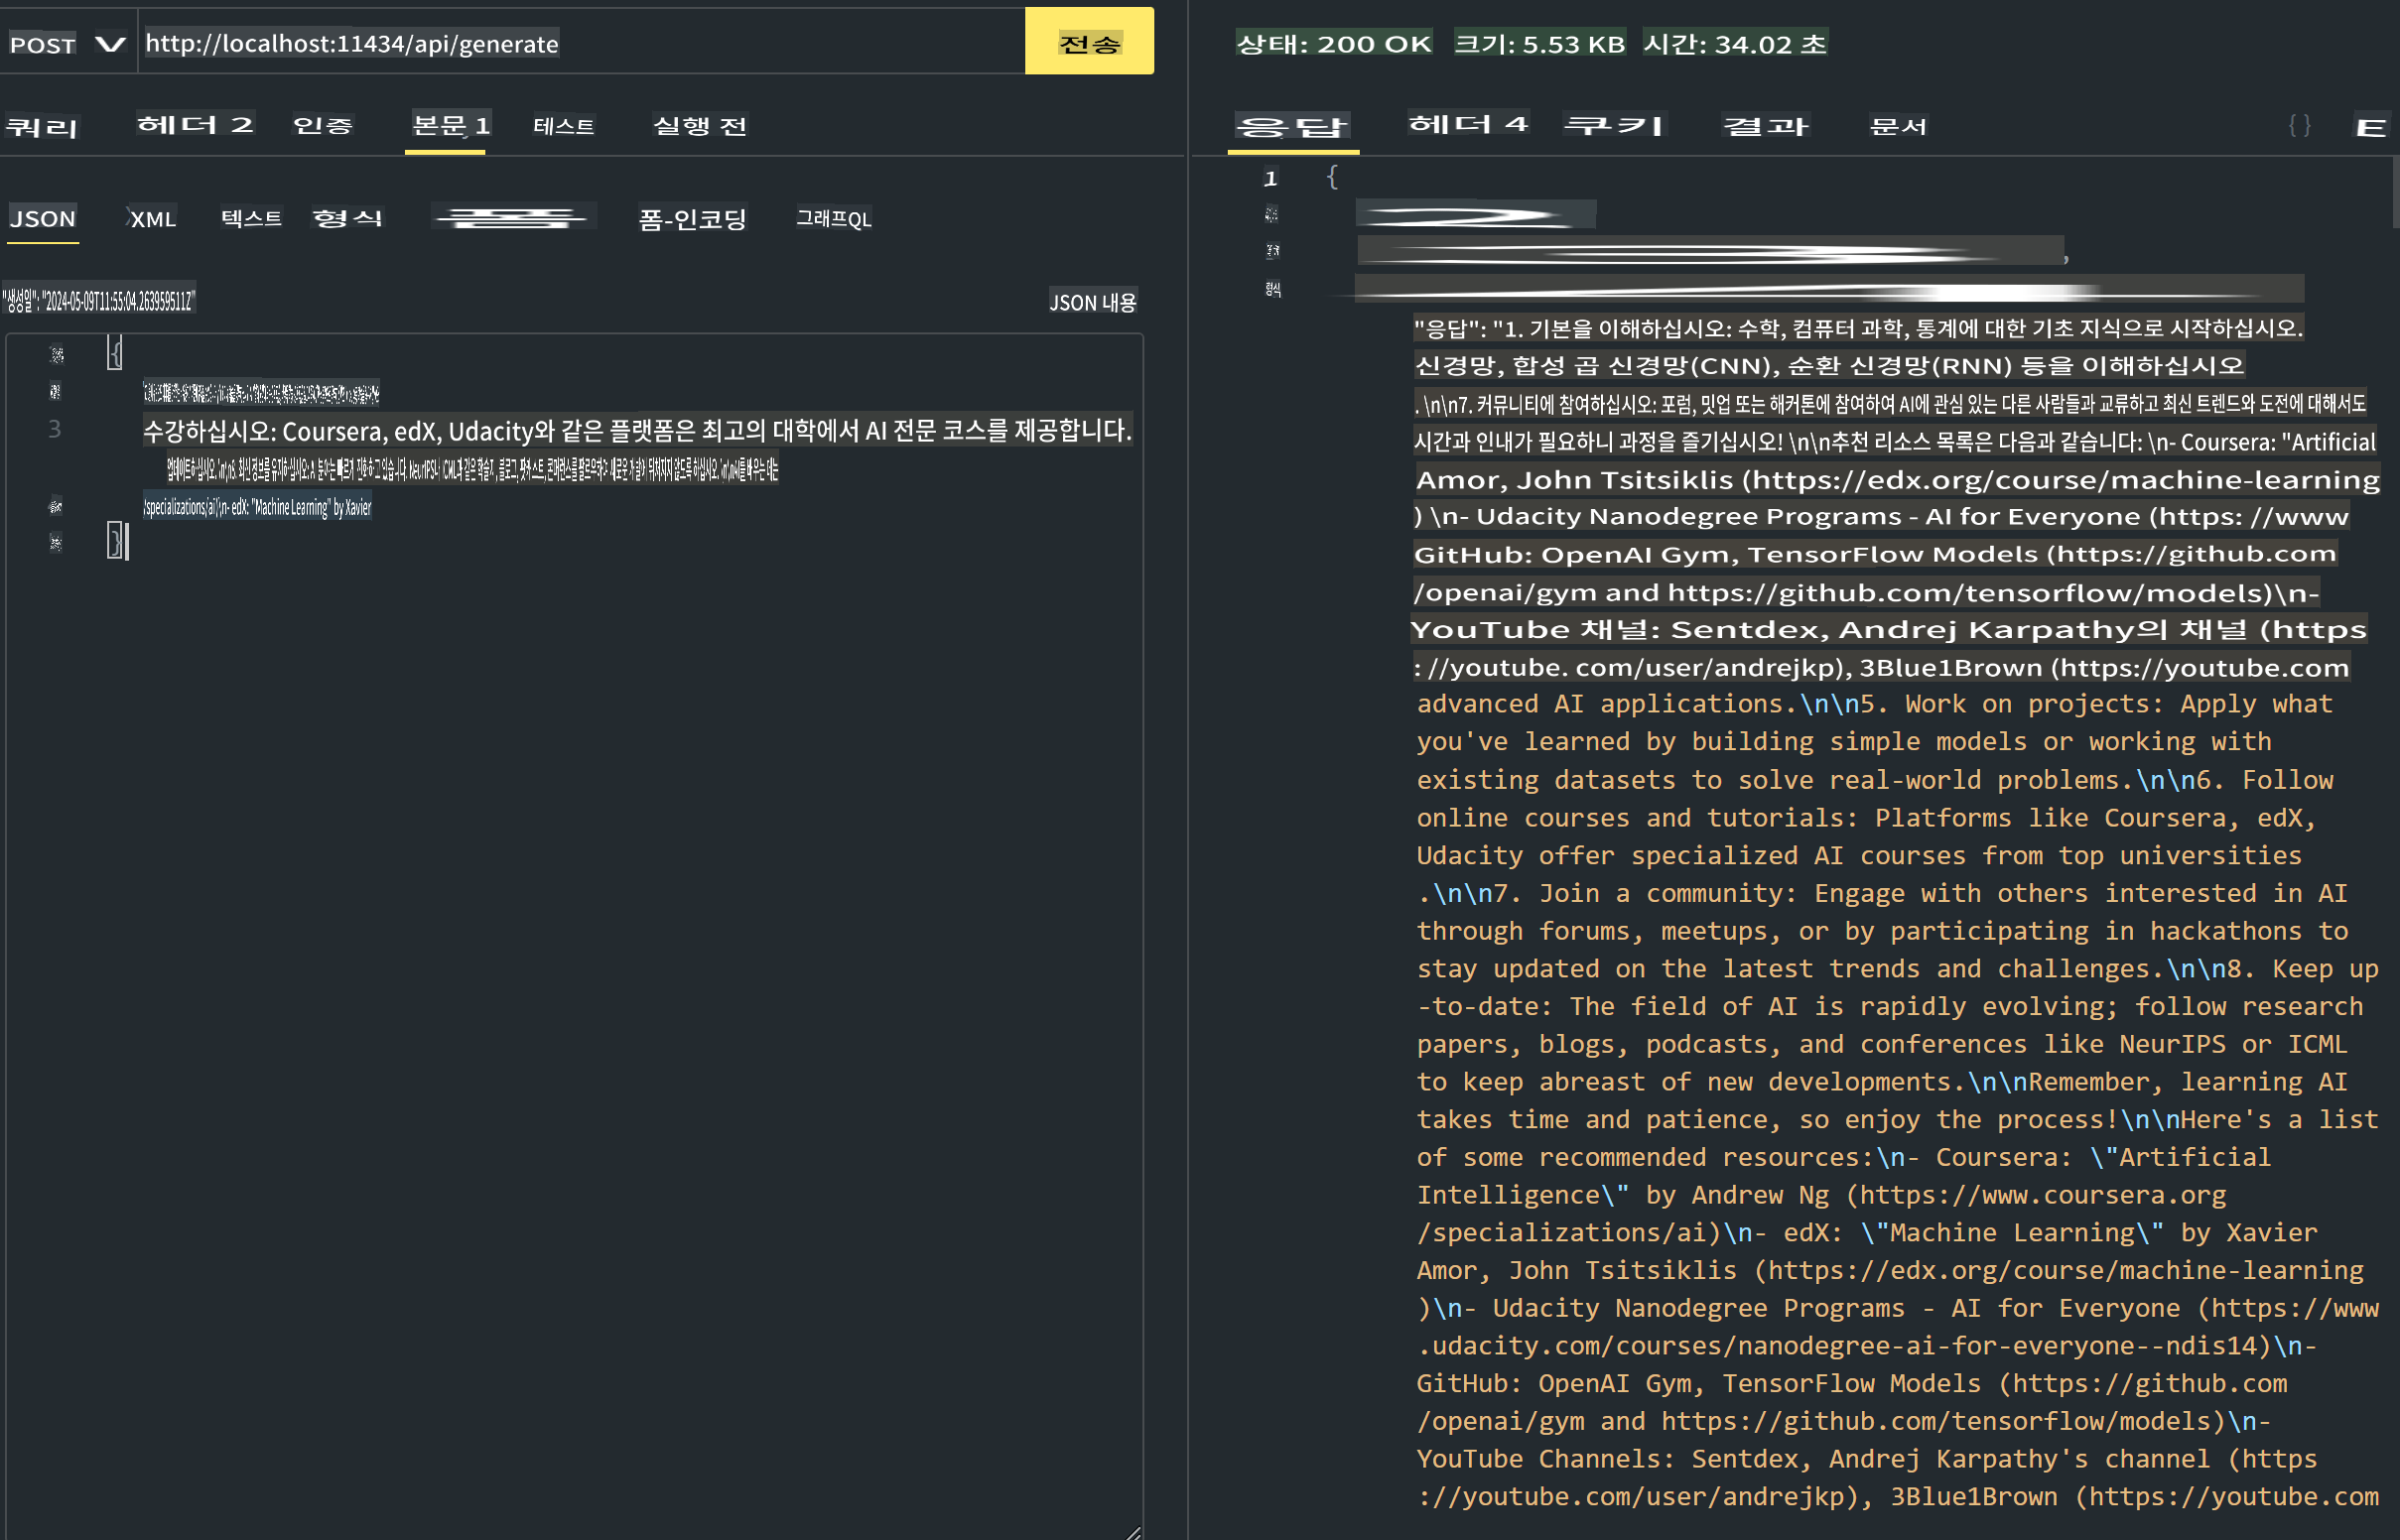 POST
http://localhost:11434/api/generate
전송
쿼리
헤더 2
인증
본문 1
테스트
실행 전
JSON
XML
텍스트
형식
폼
폼-인코딩
그래프QL
"생성일": "2024-05-09T11:55:04.263959511Z"
JSON 내용
{
3 수강하십시오: Coursera, edX, Udacity와 같은 플랫폼은 최고의 대학에서 AI 전문 코스를 제공합니다.
/specializations/ai)\n- edX: "Machine Learning" by Xavier
}
상태: 200 OK 크기: 5.53 KB 시간: 34.02 초
응답
헤더 4
쿠키
결과
문서
{ }
E
1 {
2
3
,
형식
"응답": "1. 기본을 이해하십시오: 수학, 컴퓨터 과학, 통계에 대한 기초 지식으로 시작하십시오.
신경망, 합성 곱 신경망(CNN), 순환 신경망(RNN) 등을 이해하십시오
. \n\n7. 커뮤니티에 참여하십시오: 포럼, 밋업 또는 해커톤에 참여하여 AI에 관심 있는 다른 사람들과 교류하고 최신 트렌드와 도전에 대해서도
시간과 인내가 필요하니 과정을 즐기십시오! \n\n추천 리소스 목록은 다음과 같습니다: \n- Coursera: "Artificial
Amor, John Tsitsiklis (https://edx.org/course/machine-learning
) \n- Udacity Nanodegree Programs - AI for Everyone (https: //www
GitHub: OpenAI Gym, TensorFlow Models (https://github.com
/openai/gym and https://github.com/tensorflow/models)\n-
YouTube 채널: Sentdex, Andrej Karpathy의 채널 (https
: //youtube. com/user/andrejkp), 3Blue1Brown (https://youtube.com
advanced AI applications.\n\n5. Work on projects: Apply what
you've learned by building simple models or working with
existing datasets to solve real-world problems.\n\n6. Follow
online courses and tutorials: Platforms like Coursera, edX,
Udacity offer specialized AI courses from top universities
.\n\n7. Join a community: Engage with others interested in AI
through forums, meetups, or by participating in hackathons to
stay updated on the latest trends and challenges.\n\n8. Keep up
-to-date: The field of AI is rapidly evolving; follow research
papers, blogs, podcasts, and conferences like NeurIPS or ICML
to keep abreast of new developments.\n\nRemember, learning AI
takes time and patience, so enjoy the process!\n\nHere's a list
of some recommended resources:\n- Coursera: \"Artificial
Intelligence\" by Andrew Ng (https://www.coursera.org
/specializations/ai)\n- edX: \"Machine Learning\" by Xavier
Amor, John Tsitsiklis (https://edx.org/course/machine-learning
)\n- Udacity Nanodegree Programs - AI for Everyone (https://www
.udacity.com/courses/nanodegree-ai-for-everyone--ndis14)\n-
GitHub: OpenAI Gym, TensorFlow Models (https://github.com
/openai/gym and https://github.com/tensorflow/models)\n-
YouTube Channels: Sentdex, Andrej Karpathy's channel (https
://youtube.com/user/andrejkp), 3Blue1Brown (https://youtube.com